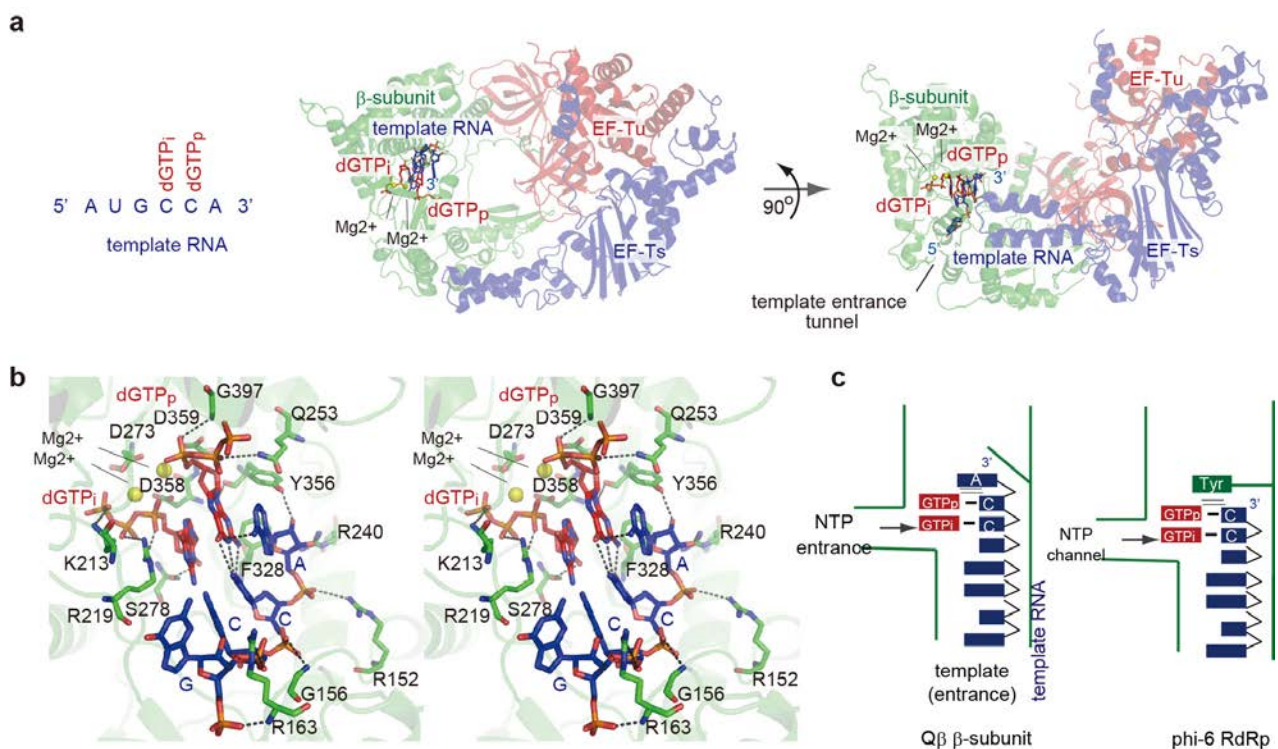 a
β-subunit
template RNA
EF-Tu
dGTPi
3'
dGTPp
Mg2+
Mg2+
EF-Ts
dGTPi
dGTPp
5' A U G C C A 3'
template RNA
90°
β-subunit
EF-Tu
Mg2+
Mg2+
dGTPp
3'
dGTPi
5'
template RNA
EF-Ts
template entrance
tunnel
b
dGTPp
G397
D359
Q253
D273
Mg2+
Mg2+
D358
Y356
dGTPi
R240
K213
F328
A
R219
S278
C
C
G
R152
G156
R163
dGTPp
G397
D359
Q253
D273
Mg2+
Mg2+
D358
Y356
dGTPi
R240
K213
F328
A
R219
S278
C
C
G
R152
G156
R163
c
3'
A
GTPp
C
NTP
entrance
GTPi
C
template RNA
template
(entrance)
Qβ β-subunit
Tyr
3'
GTPp
C
NTP
channel
GTPi
C
phi-6 RdRp